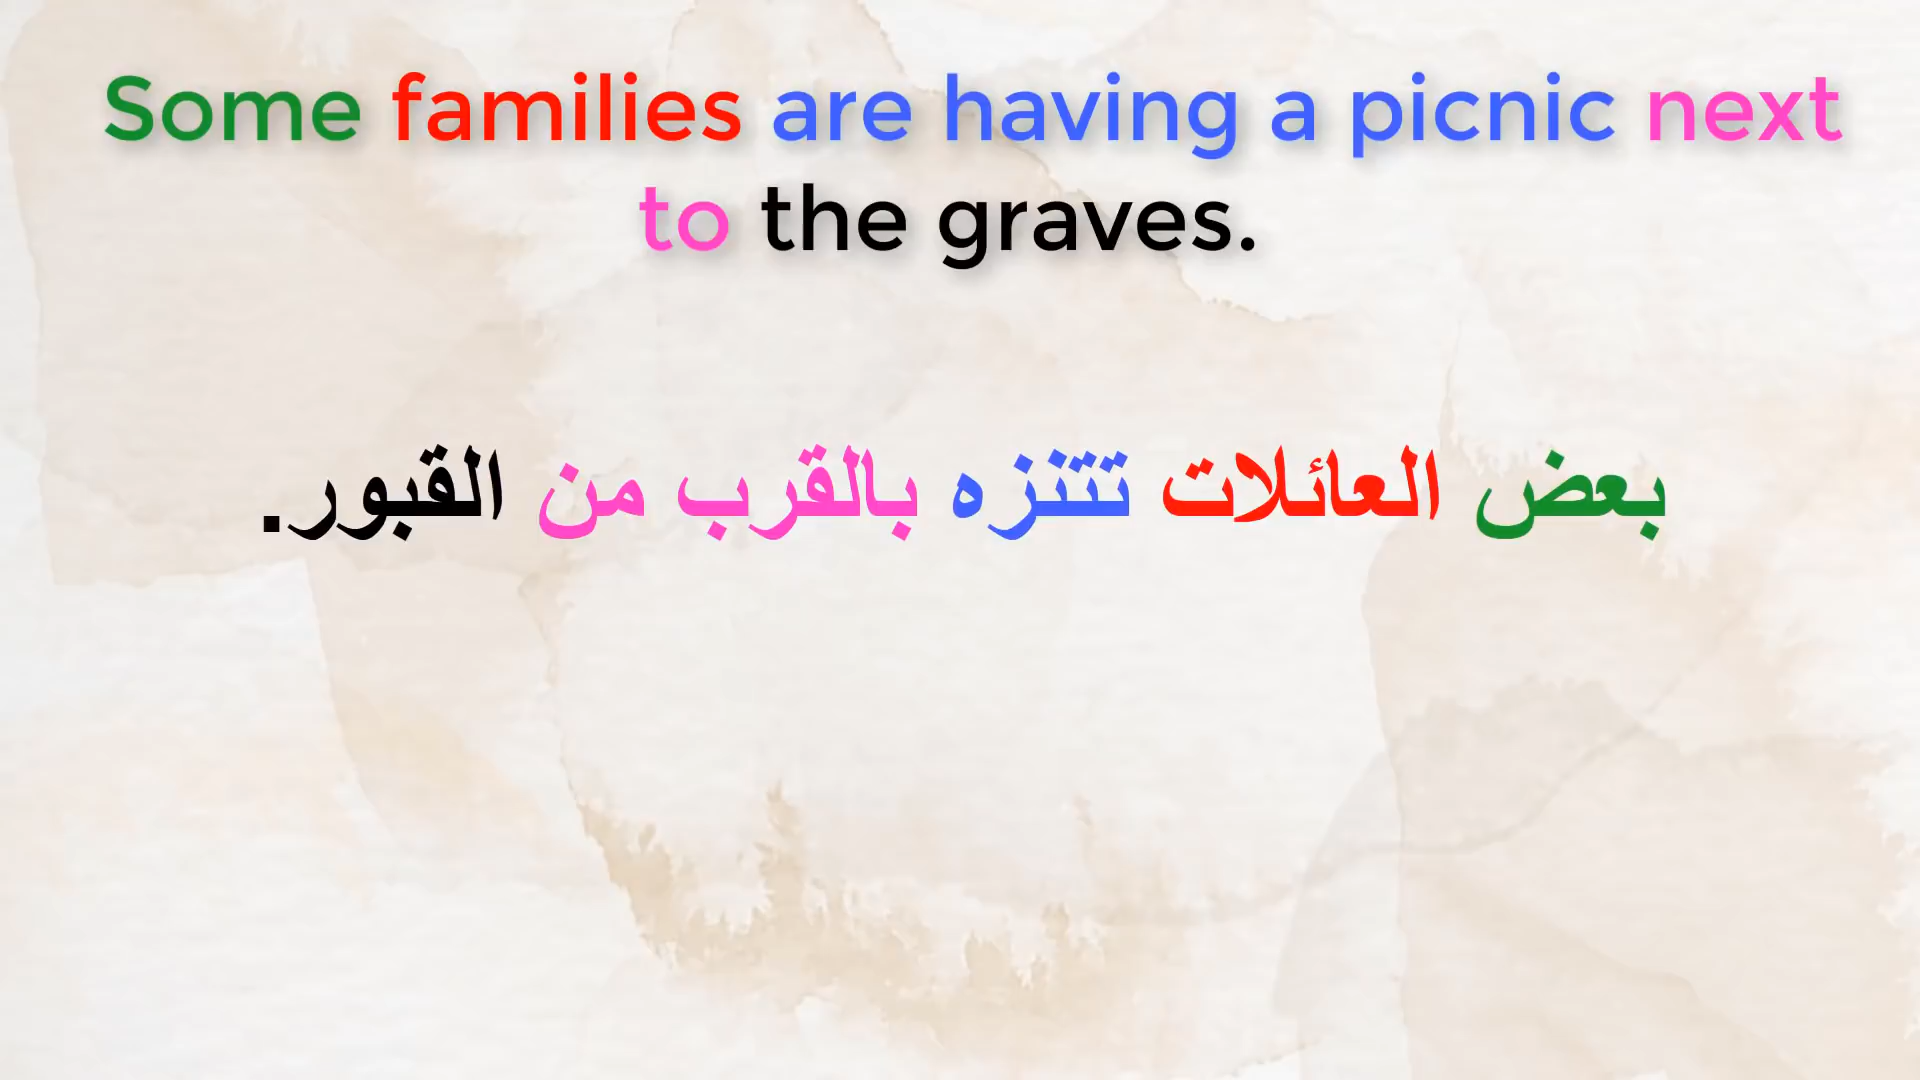 Some families are having a picnic next
to the graves.
بعض العائلات تتنزه بالقرب من القبور.